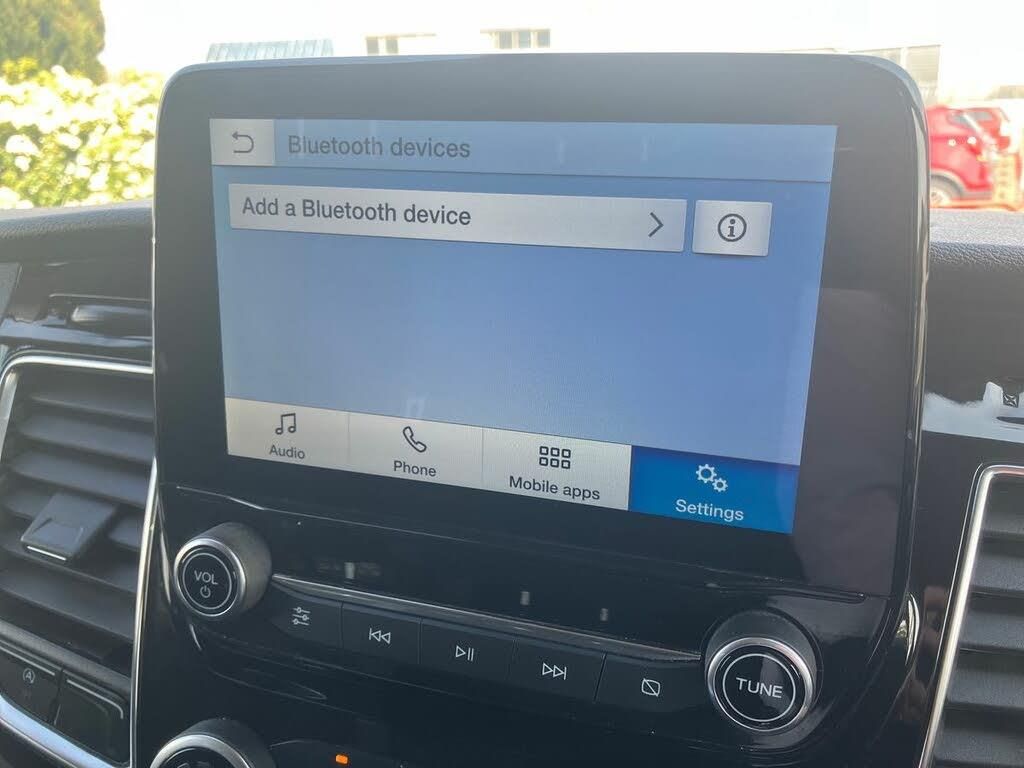 Bluetooth devices
Add a Bluetooth device
Audio
Phone
Mobile apps
Settings
VOL
TUNE
A